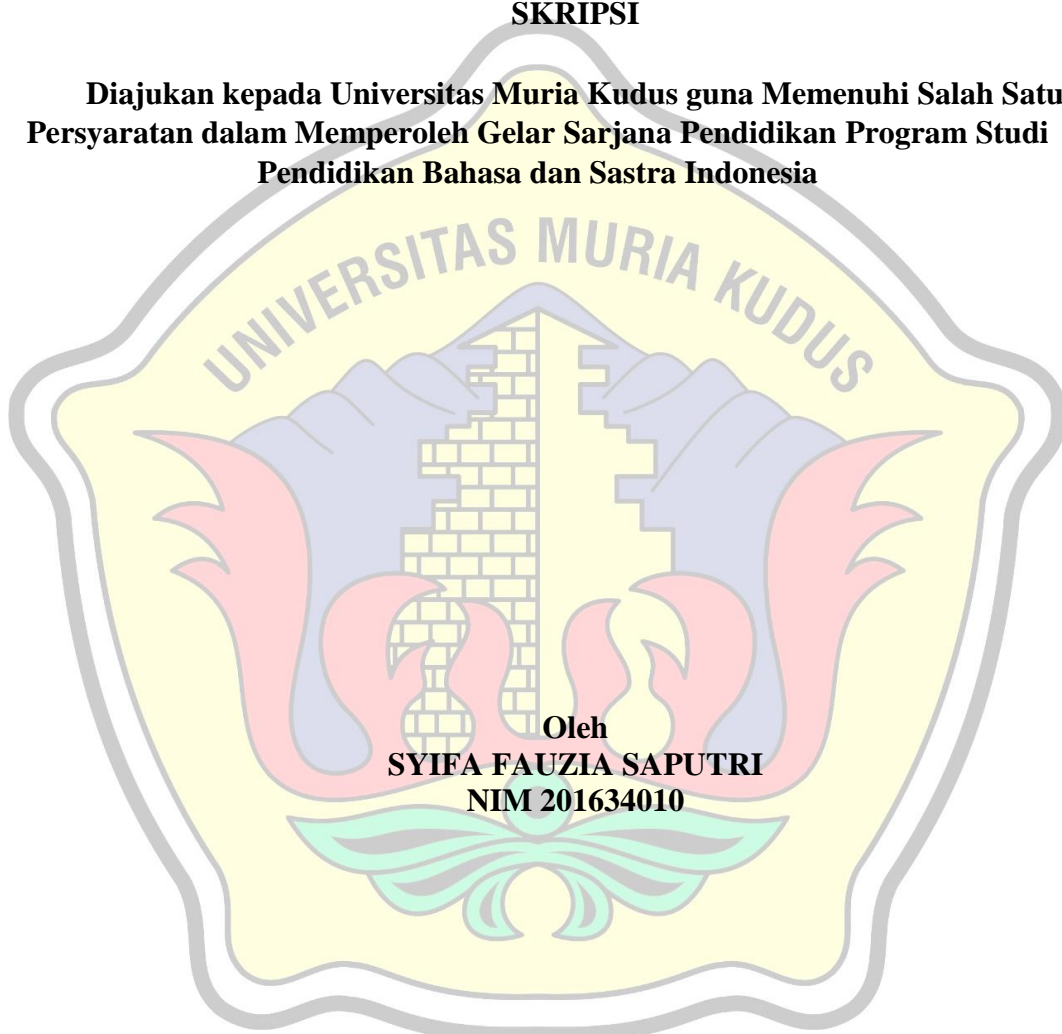 SKRIPSI
Diajukan kepada Universitas Muria Kudus guna Memenuhi Salah Satu
Persyaratan dalam Memperoleh Gelar Sarjana Pendidikan Program Studi
Pendidikan Bahasa dan Sastra Indonesia
UNIVERSITAS MURIA KUDUS
Oleh
SYIFA FAUZIA SAPUTRI
NIM 201634010